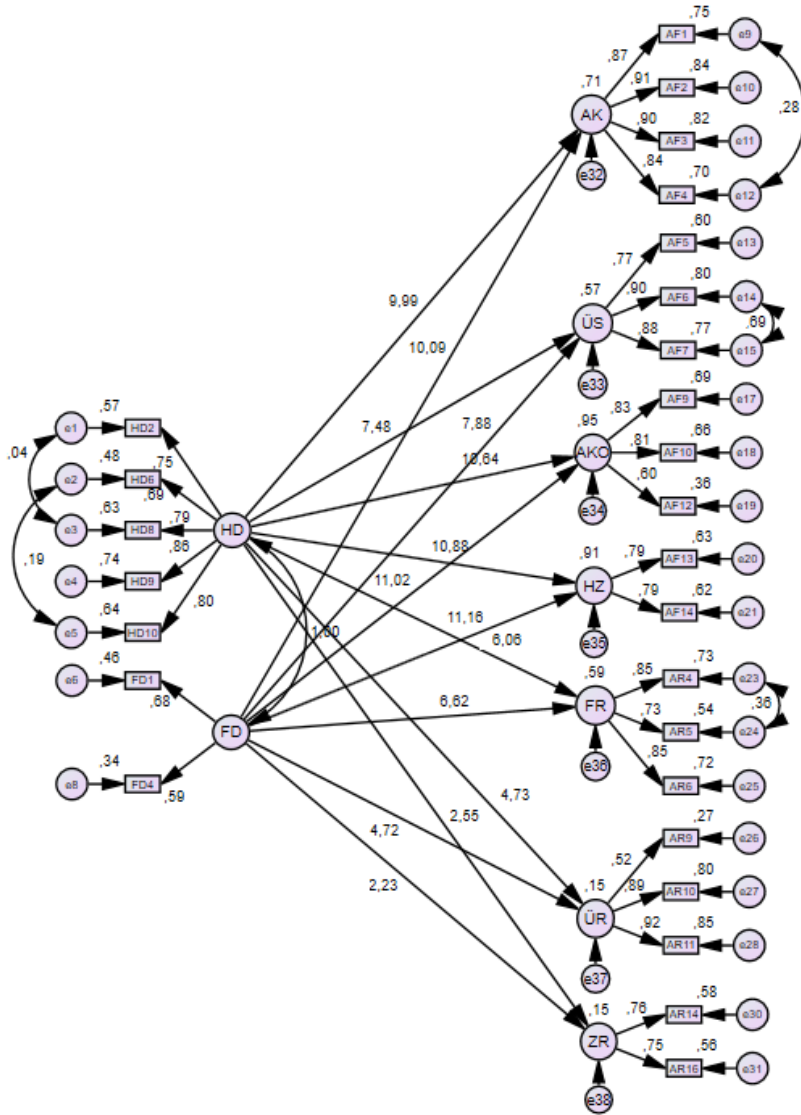 ,75
AF1
e9
,87
,71
,84
AF2
e10
,91
AK
,28
,82
AF3
e11
,90
,84
,70
AF4
e12
e32
,60
AF5
e13
,77
9,99
,57
,80
AF6
e14
,90
10,09
ÜS
,69
,77
AF7
e15
,88
e33
,69
AF9
e17
,57
e1
HD2
7,48
7,88
,95
,83
,04
10,64
AKO
,66
AF10
e18
,81
,48
e2
HD6
,75
,69
,60
,36
AF12
e19
e34
,63
e3
HD8
,79
HD
,86
10,88
,91
,63
AF13
e20
,79
,19
,74
e4
HD9
11,02
HZ
,79
,62
AF14
e21
,64
e5
HD10
,80
1,00
11,16
6,06
e35
,46
e6
FD1
,68
,59
,73
AR4
e23
,85
FR
,36
FD
6,62
,54
AR5
e24
,73
,85
,72
AR6
e25
e36
,34
e8
FD4
,59
4,73
2,55
4,72
,27
AR9
e26
,52
2,23
,15
,80
AR10
e27
,89
ÜR
,85
AR11
e28
,92
e37
,15
,58
AR14
e30
,76
ZR
,75
,56
AR16
e31
e38